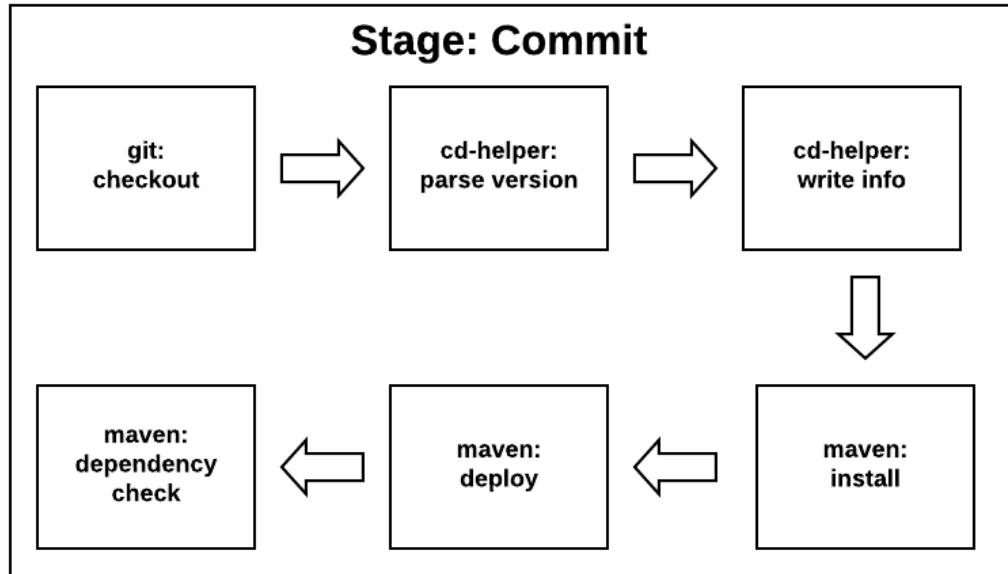 Stage: Commit
git:
checkout
cd-helper:
parse version
cd-helper:
write info
maven:
dependency
check
maven:
deploy
maven:
install